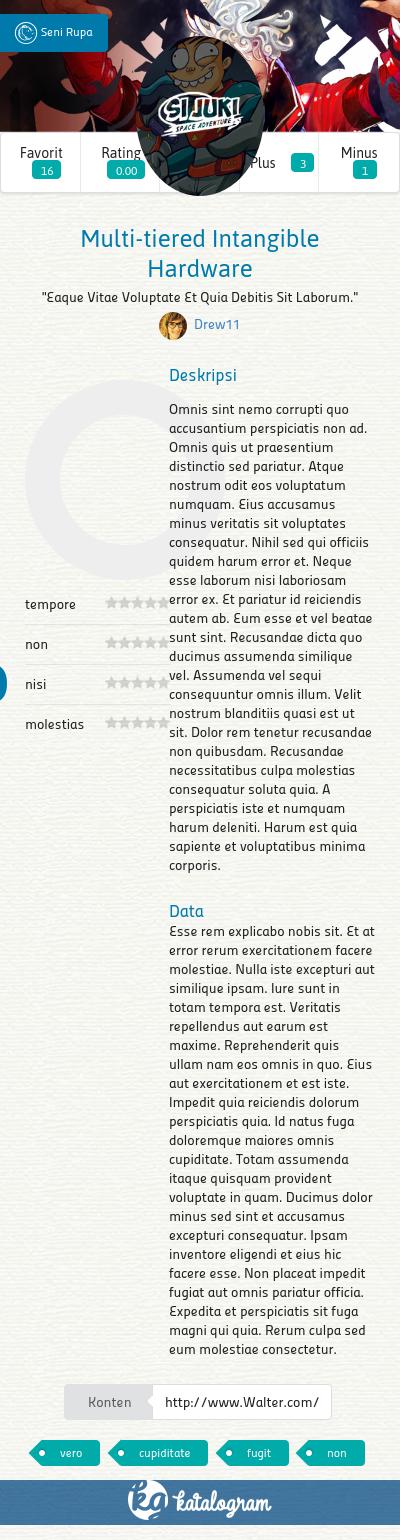 Seni Rupa
SI JUKI
SPACE ADVENTURE
Favorit
16
Rating
0.00
Plus
3
Minus
1
Multi-tiered Intangible
Hardware
"Eaque Vitae Voluptate Et Quia Debitis Sit Laborum."
Drew11
tempore
non
nisi
molestias
Deskripsi
Omnis sint nemo corrupti quo
accusantium perspiciatis non ad.
Omnis quis ut praesentium
distinctio sed pariatur. Atque
nostrum odit eos voluptatum
numquam. Eius accusamus
minus veritatis sit voluptates
consequatur. Nihil sed qui officiis
quidem harum error et. Neque
esse laborum nisi laboriosam
error ex. Et pariatur id reiciendis
autem ab. Eum esse et vel beatae
sunt sint. Recusandae dicta quo
ducimus assumenda similique
vel. Assumenda vel sequi
consequuntur omnis illum. Velit
nostrum blanditiis quasi est ut
sit. Dolor rem tenetur recusandae
non quibusdam. Recusandae
necessitatibus culpa molestias
consequatur soluta quia. A
perspiciatis iste et numquam
harum deleniti. Harum est quia
sapiente et voluptatibus minima
corporis.
Data
Esse rem explicabo nobis sit. Et at
error rerum exercitationem facere
molestiae. Nulla iste excepturi aut
similique ipsam. Iure sunt in
totam tempora est. Veritatis
repellendus aut earum est
maxime. Reprehenderit quis
ullam nam eos omnis in quo. Eius
aut exercitationem et est iste.
Impedit quia reiciendis dolorum
perspiciatis quia. Id natus fuga
doloremque maiores omnis
cupiditate. Totam assumenda
itaque quisquam provident
voluptate in quam. Ducimus dolor
minus sed sint et accusamus
excepturi consequatur. Ipsam
inventore eligendi et eius hic
facere esse. Non placeat impedit
fugiat aut omnis pariatur officia.
Expedita et perspiciatis sit fuga
magni qui quia. Rerum culpa sed
eum molestiae consectetur.
Konten
http://www.Walter.com/
vero
cupiditate
fugit
non
kg katalogram